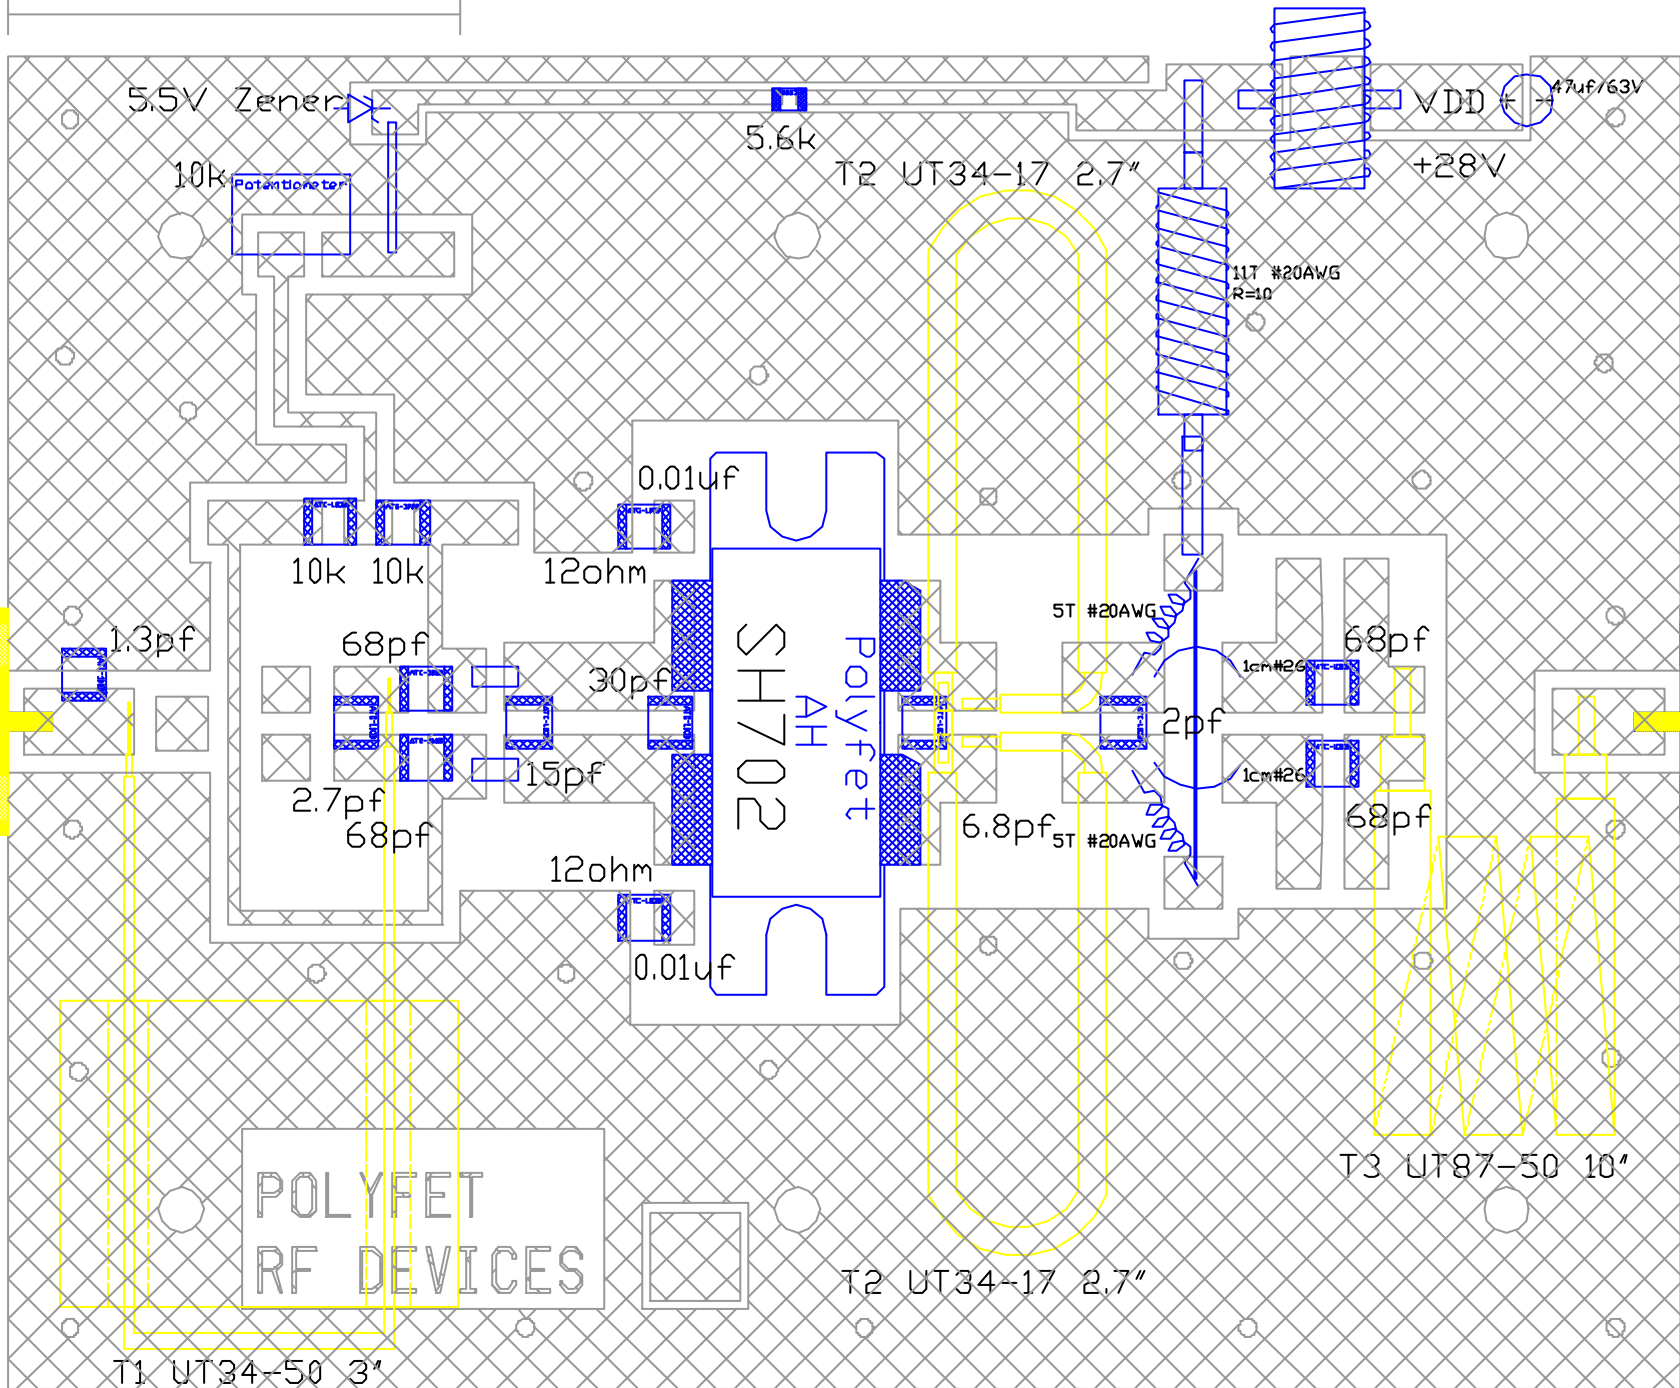 5.5V Zener
47uf/63V
VDD + -
5.6k
+28V
T2 UT34-17 2.7"
10k
Potentiometer
11T #20AWG
R=10
0.01uf
10k
10k
12ohm
5T #20AWG
1.3pf
68pf
68pf
1cm#26
30pf
SH702
Polyfet
AH
2pf
15pf
1cm#26
2.7pf
68pf
6.8pf
5T #20AWG
68pf
12ohm
0.01uf
T3 UT87-50 10"
POLYFET
RF DEVICES
T2 UT34-17 2.7"
T1 UT34-50 3"